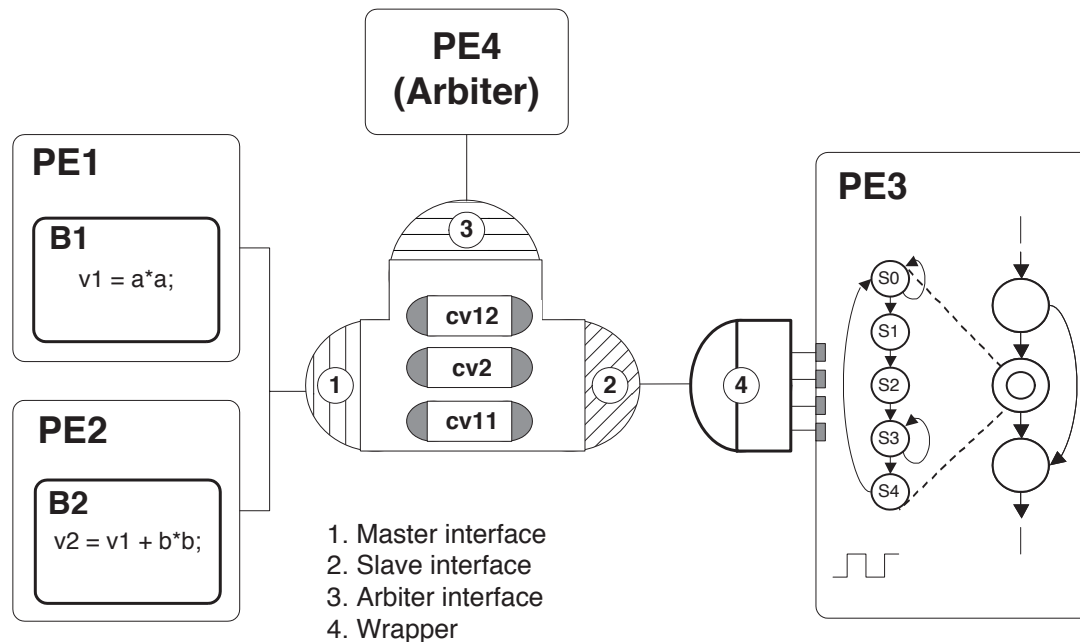 PE4
(Arbiter)
PE1
B1
v1 = a*a;
PE2
B2
v2 = v1 + b*b;
3
cv12
cv2
cv11
1
2
4
PE3
S0
S1
S2
S3
S4
1. Master interface
2. Slave interface
3. Arbiter interface
4. Wrapper